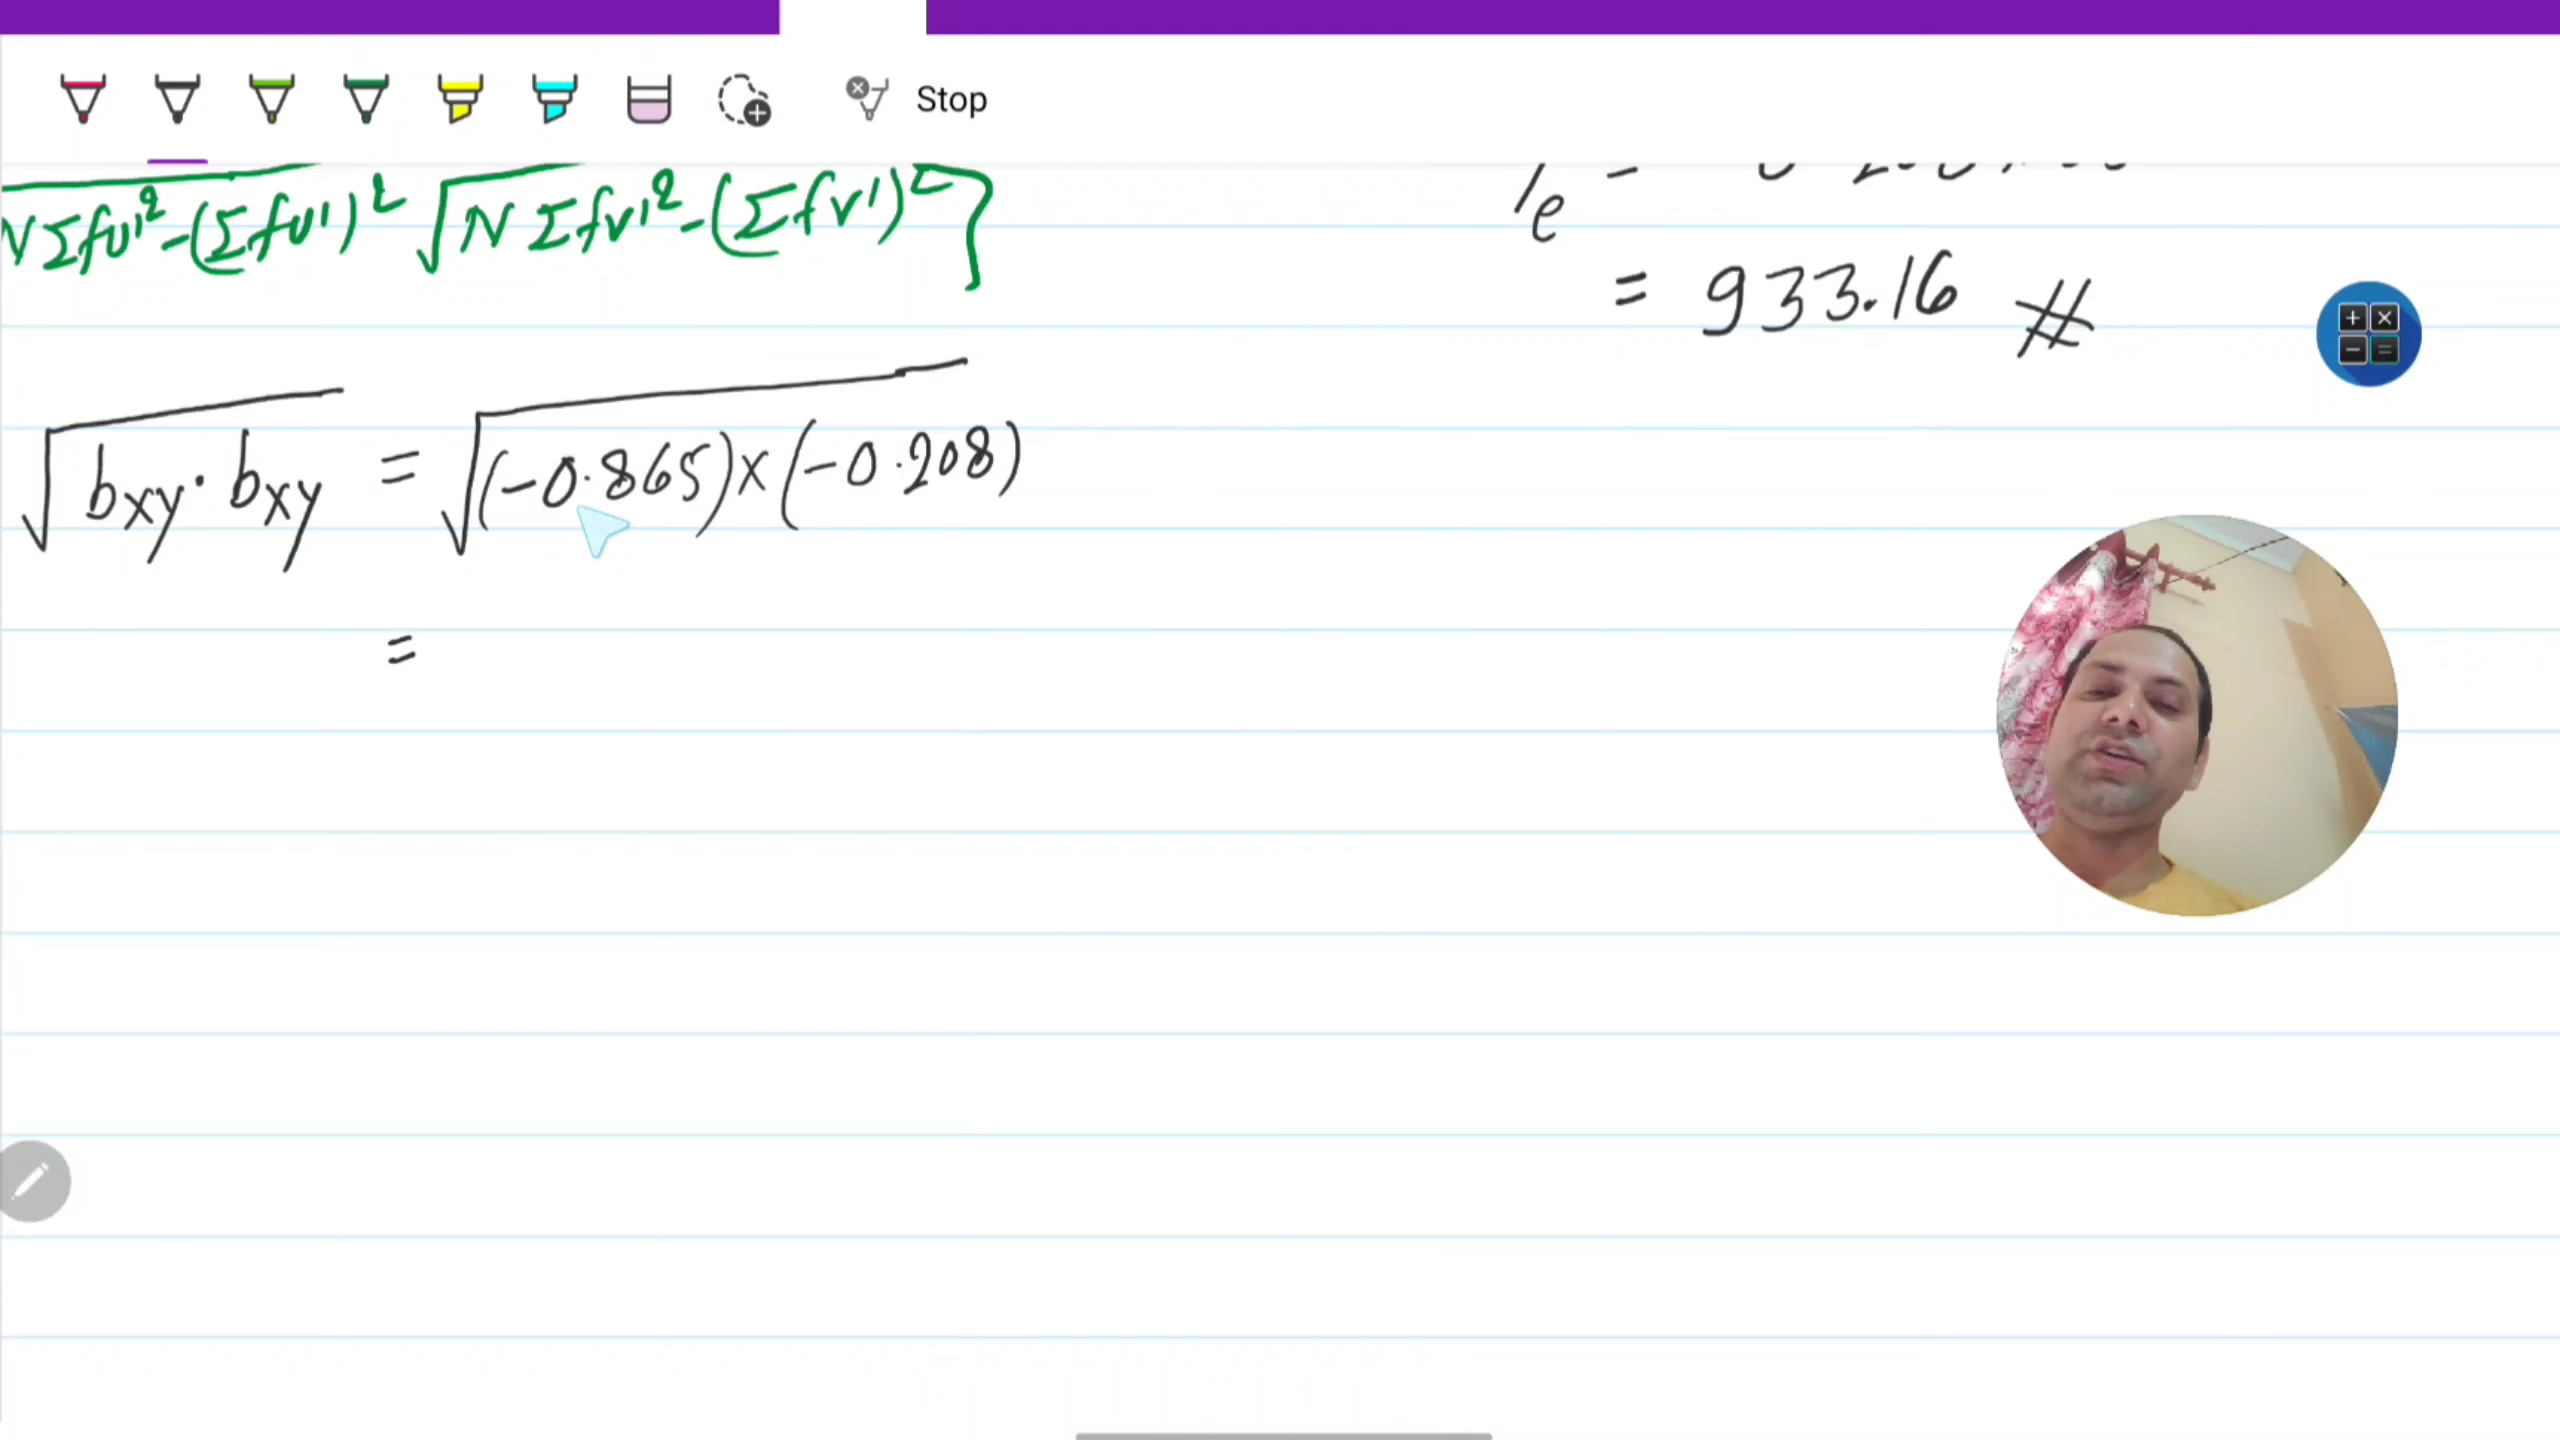 Stop
√NΣfu'²-(Σfu')² √NΣfv'²-(Σfv')²}
= 933.16 #
√bxy·bxy = √(-0.865)×(-0.208)
=